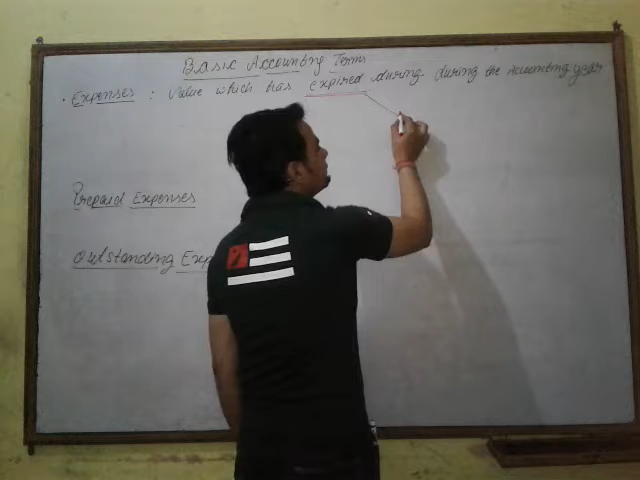 Basic Accounting Terms
· Expenses : Value which has expired during during the Accounting year
Prepaid Expenses
Outstanding Exp